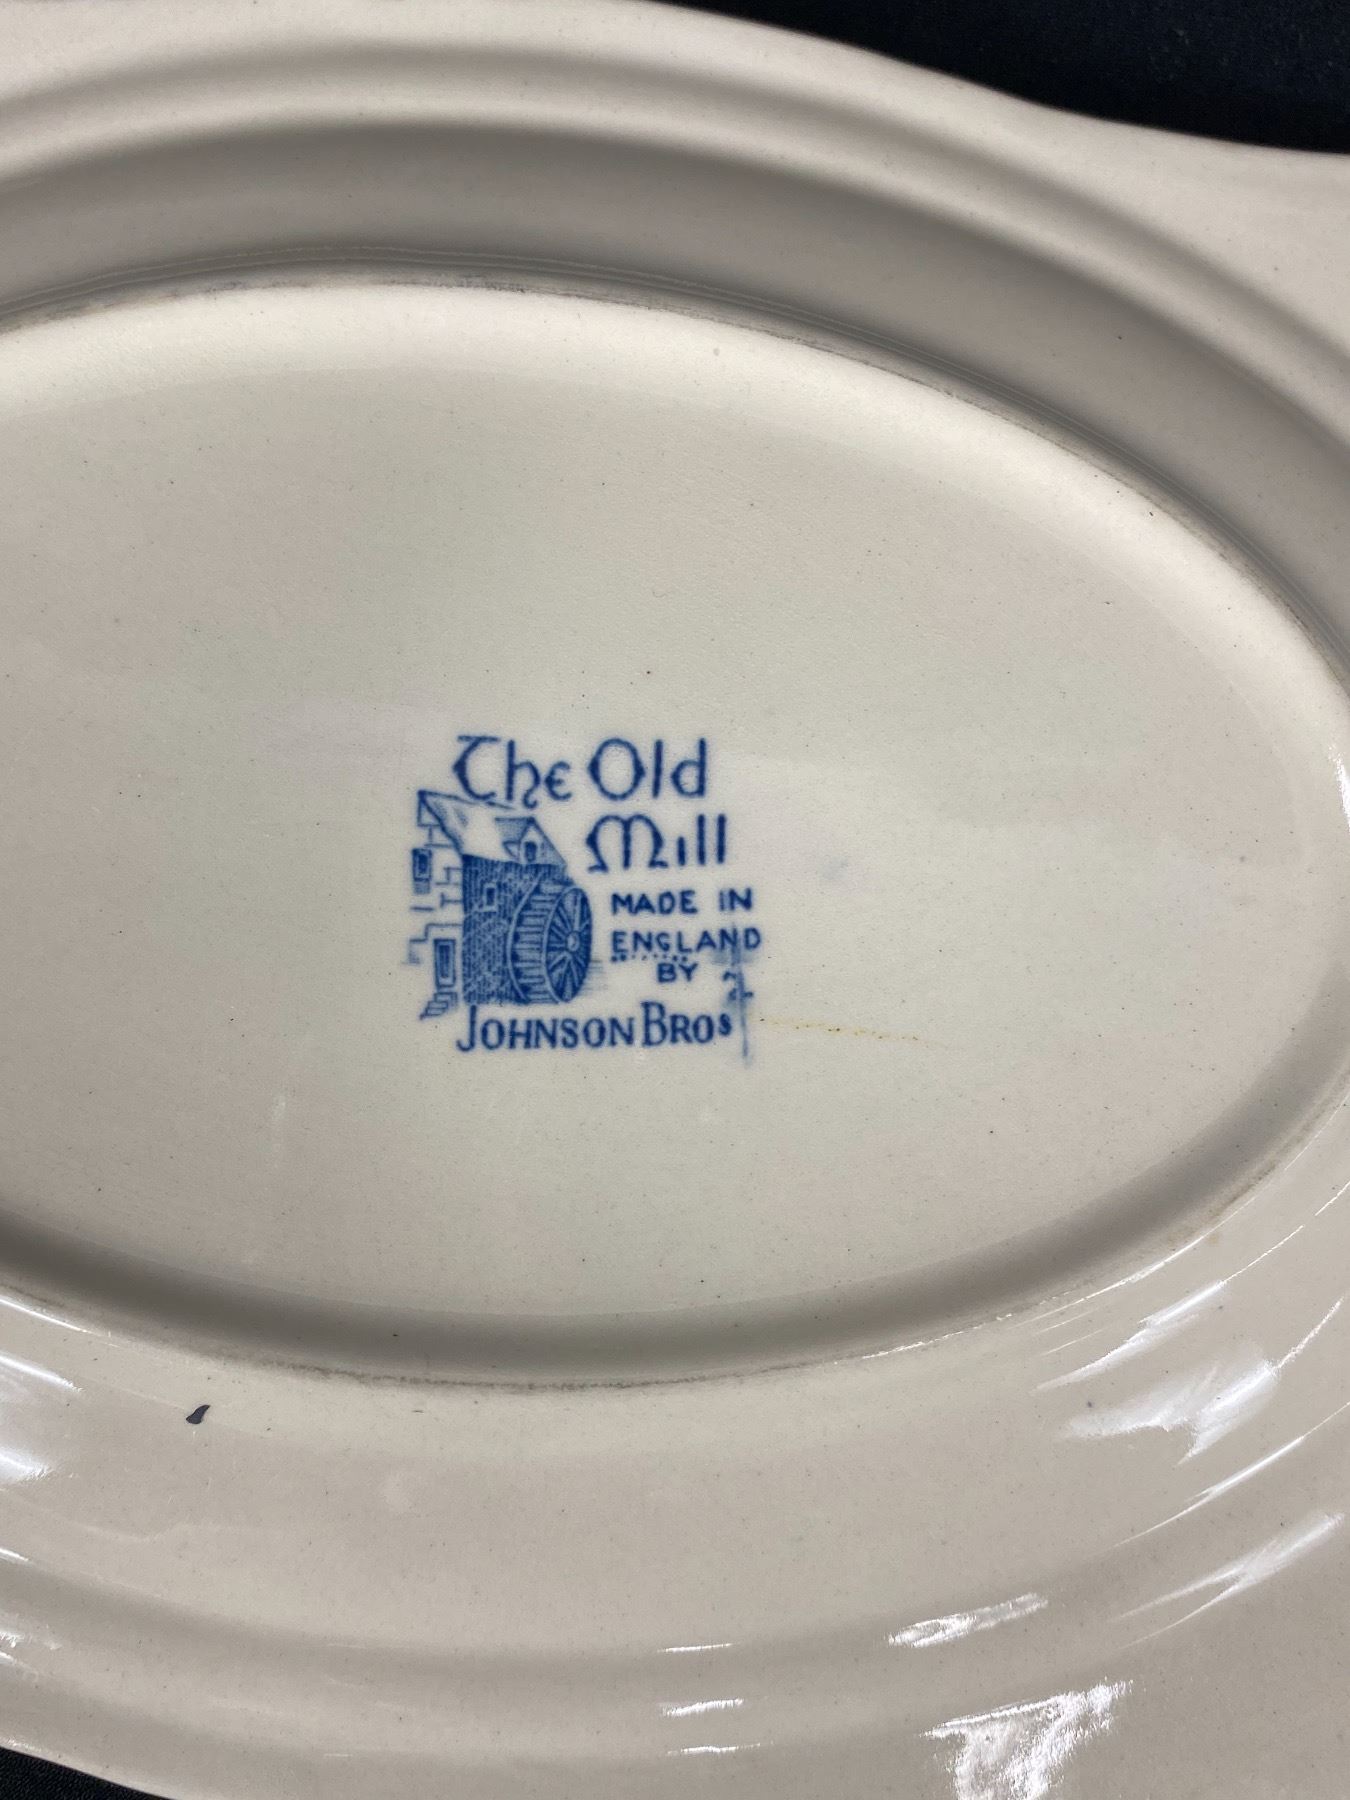 The Old
Mill
MADE IN
ENGLAND
BY
JOHNSON BROS